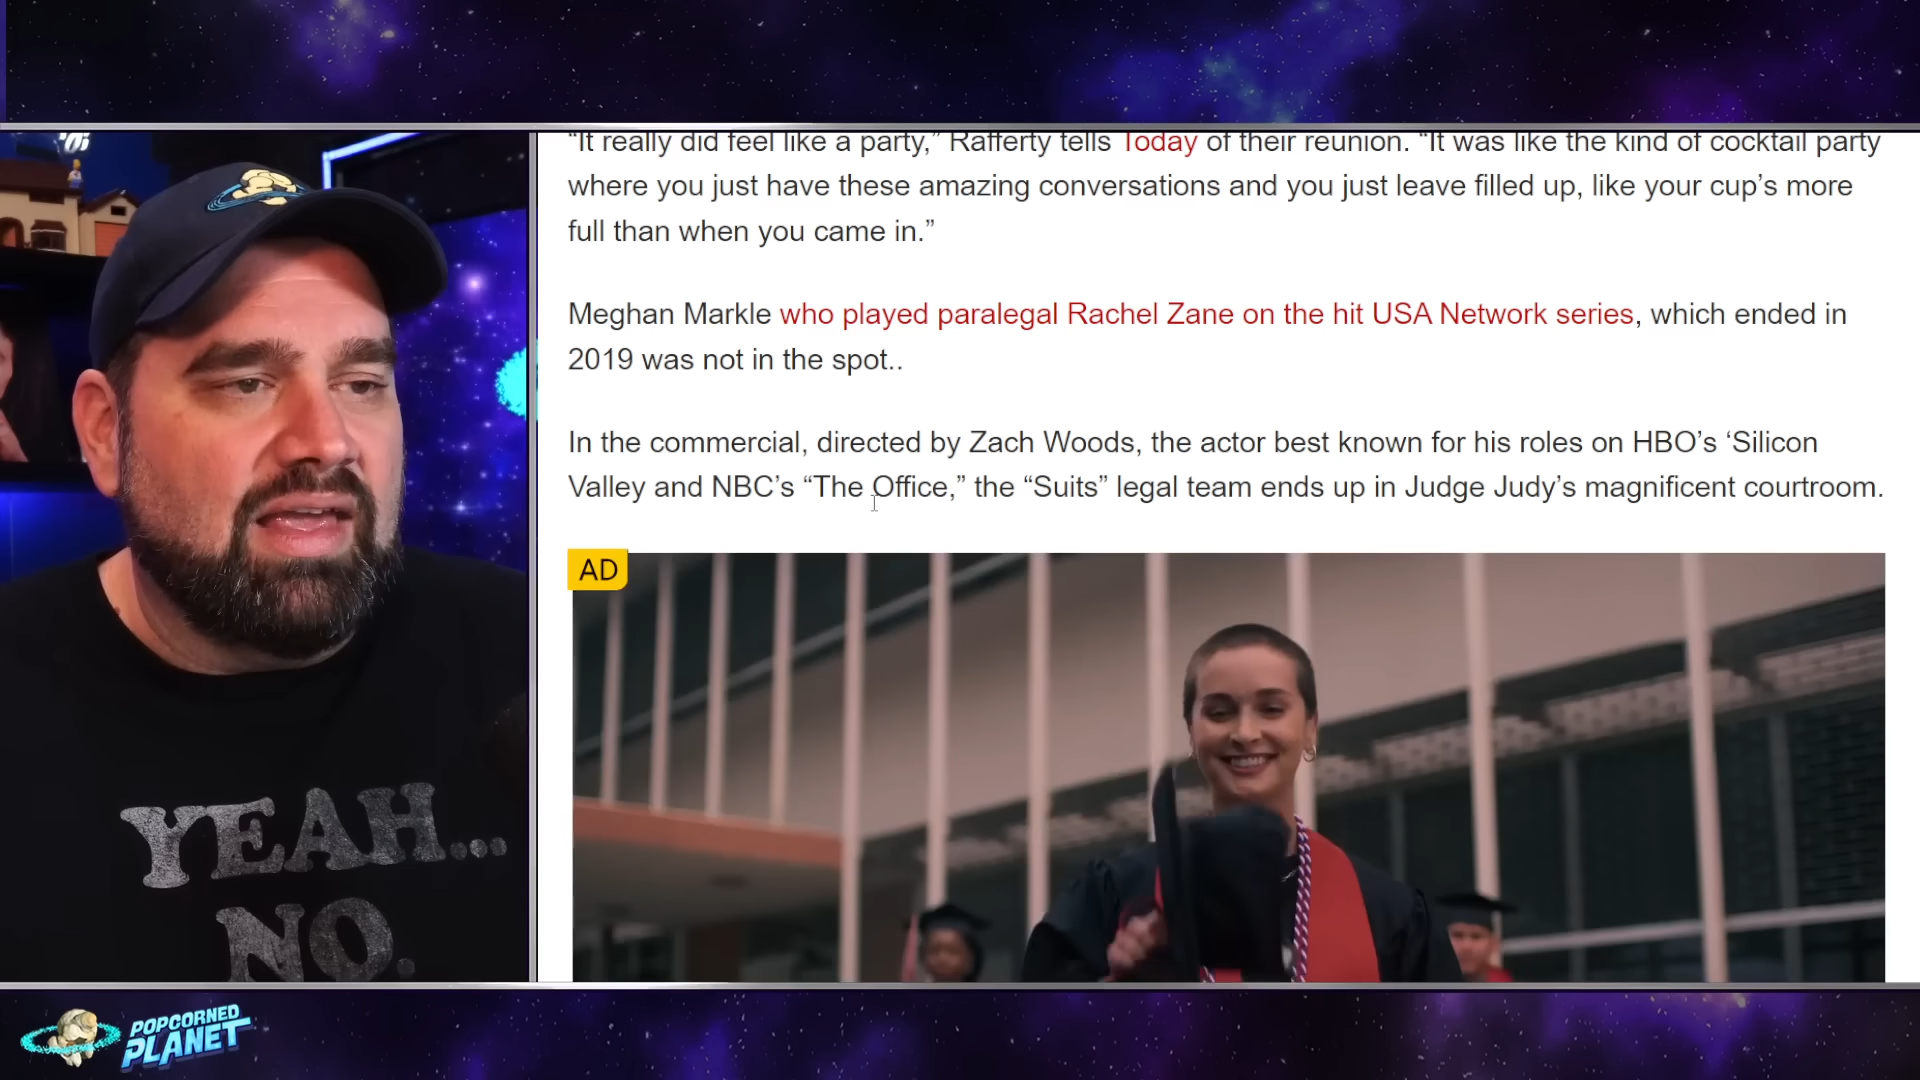 “It really did feel like a party,” Rafferty tells Today of their reunion. “It was like the kind of cocktail party
where you just have these amazing conversations and you just leave filled up, like your cup’s more
full than when you came in.”
Meghan Markle who played paralegal Rachel Zane on the hit USA Network series, which ended in
2019 was not in the spot..
In the commercial, directed by Zach Woods, the actor best known for his roles on HBO’s ‘Silicon
Valley and NBC’s “The Office,” the “Suits” legal team ends up in Judge Judy’s magnificent courtroom.
AD
YEAH...
NO.
POPCORNED
PLANET